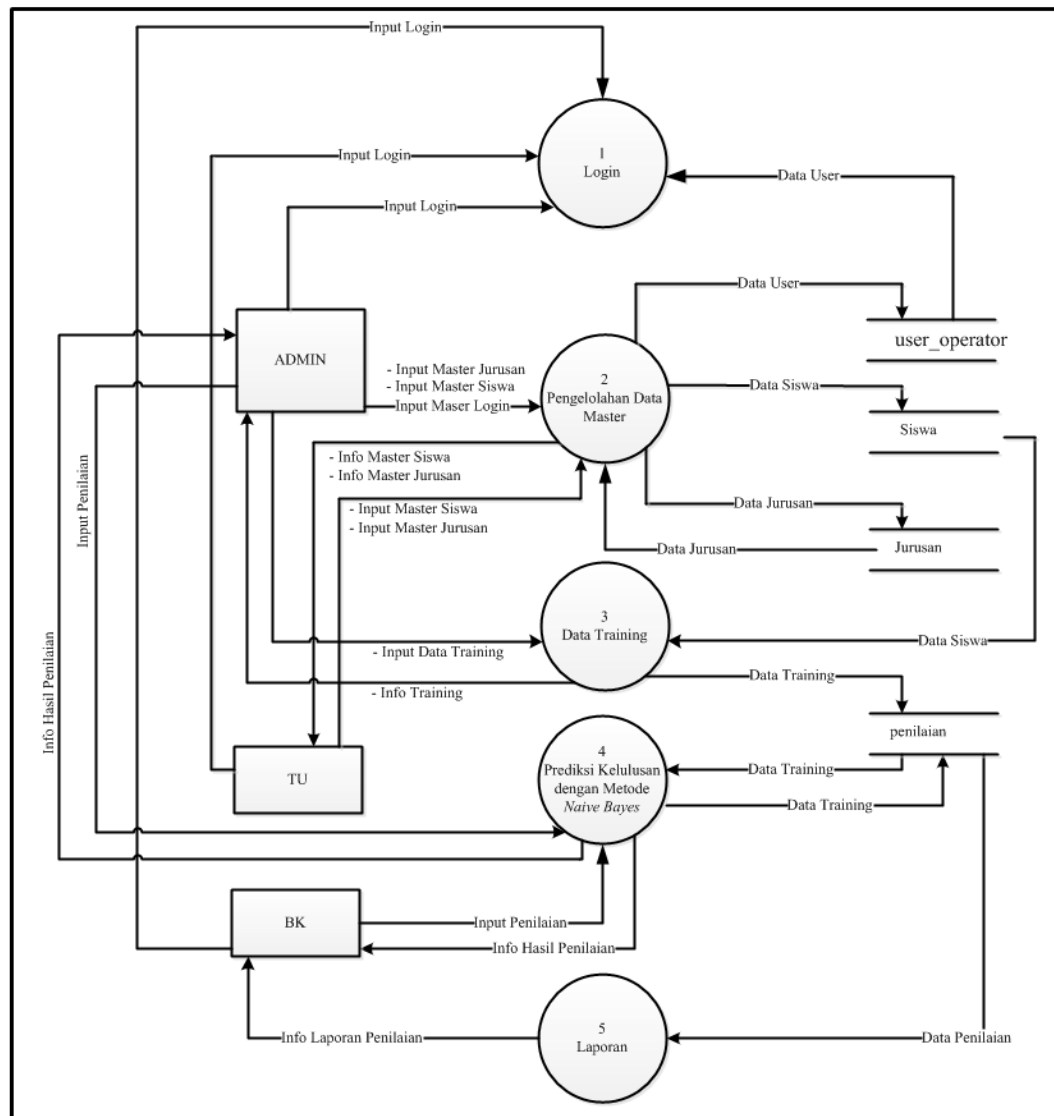 Input Login
1
Login
Input Login
Data User
Input Login
Data User
user_operator
ADMIN
- Input Master Jurusan
- Input Master Siswa
Input Maser Login
2
Pengelolahan Data
Master
Data Siswa
Siswa
- Info Master Siswa
- Info Master Jurusan
Input Penilaian
- Input Master Siswa
- Input Master Jurusan
Data Jurusan
Data Jurusan
Jurusan
3
Data Training
Data Siswa
- Input Data Training
- Info Training
Data Training
Info Hasil Penilaian
penilaian
TU
4
Prediksi Kelulusan
dengan Metode
Naive Bayes
Data Training
Data Training
BK
Input Penilaian
Info Hasil Penilaian
5
Laporan
Info Laporan Penilaian
Data Penilaian